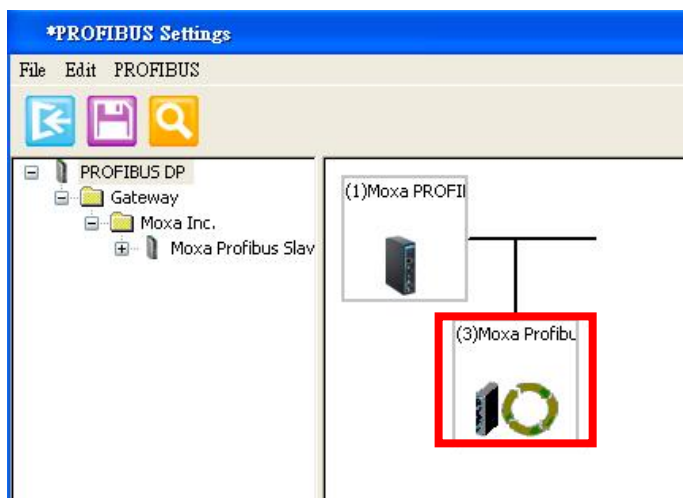 *PROFIBUS Settings
File Edit PROFIBUS
PROFIBUS DP
Gateway
Moxa Inc.
Moxa Profibus Slav
(1)Moxa PROFI
(3)Moxa Profibu